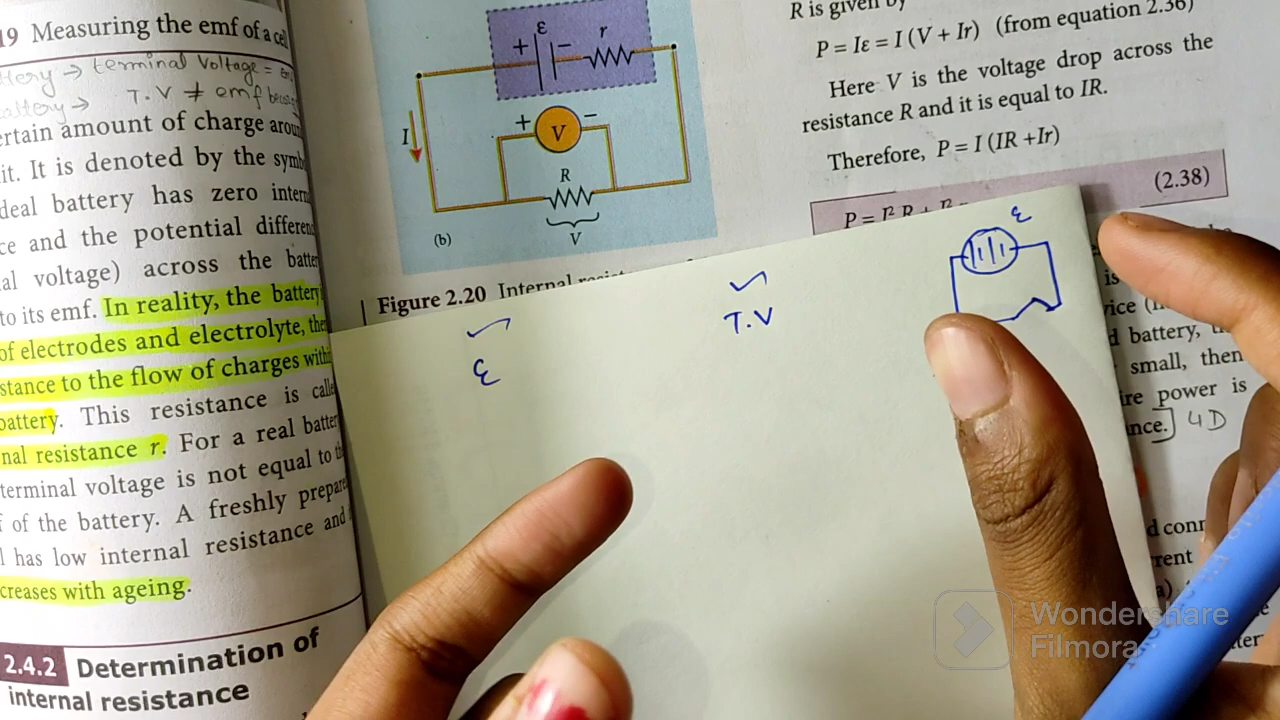 19 Measuring the emf of a cell
→ terminal Voltage =
→ T.V ≠ emf
ertain amount of charge arou
it. It is denoted by the symb
deal battery has zero intern
ce and the potential differen
al voltage) across the batter
to its emf. In reality, the battery
of electrodes and electrolyte, the
stance to the flow of charges with
battery. This resistance is calle
nal resistance r. For a real batter
terminal voltage is not equal to th
f of the battery. A freshly prepare
l has low internal resistance and
creases with ageing.
2.4.2 Determination of
internal resistance
ε
+ −
r
I
+ V −
R
V
(b)
Figure 2.20 Internal
R is given by
P = Iε = I (V + Ir) (from equation 2.36)
Here V is the voltage drop across the
resistance R and it is equal to IR.
Therefore, P = I (IR +Ir)
P = I² R + I²
(2.38)
is
vice
d battery,
small, then
ire power is
nce.] 4D
d conn
rent
a)
ε
T.V
ε
Wondershare
Filmora